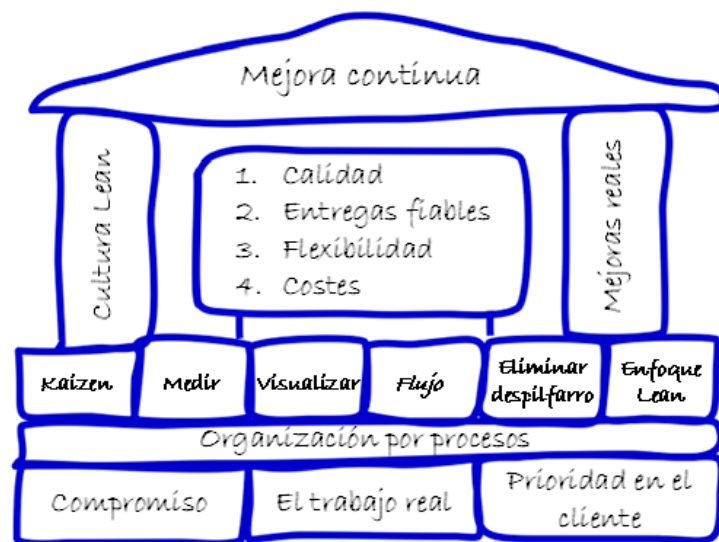 Mejora continua
Cultura Lean
1. Calidad
2. Entregas fiables
3. Flexibilidad
4. Costes
Mejoras reales
Kaizen
Medir
Visualizar
Flujo
Eliminar
despilfarro
Enfoque
Lean
Organización por procesos
Compromiso
El trabajo real
Prioridad en el
cliente